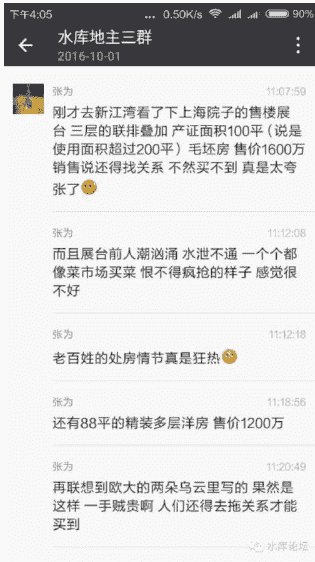 下午4:05 ... 0.50K/s 90%
水库地主三群
2016-10-01
张为 11:07:59
刚才去新江湾看了下上海院子的售楼展
台 三层的联排叠加 产证面积100平（说是
使用面积超过200平） 毛坯房 售价1600万
销售说还得找关系 不然买不到 真是太夸
张了
张为 11:12:08
而且展台前人潮汹涌 水泄不通 一个个都
像菜市场买菜 恨不得疯抢的样子 感觉很
不好
张为 11:12:18
老百姓的处房情节真是狂热
张为 11:18:56
还有88平的精装多层洋房 售价1200万
张为 11:20:49
再联想到欧大的两朵乌云里写的 果然是
这样 一手贼贵啊 人们还得去拖关系才能
买到
水库论坛